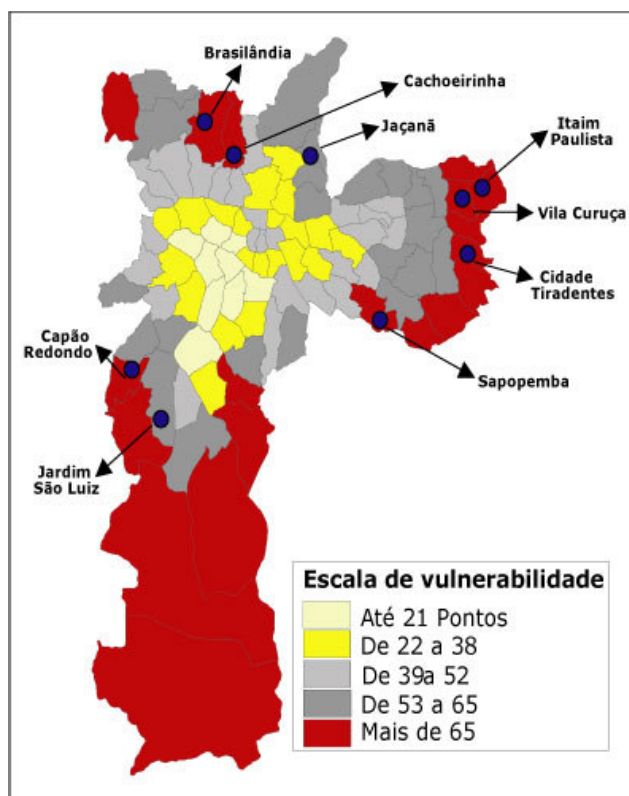 Brasilândia
Cachoeirinha
Jaçanã
Itaim
Paulista
Vila Curuça
Cidade
Tiradentes
Capão
Redondo
Sapopemba
Jardim
São Luiz
Escala de vulnerabilidade
Até 21 Pontos
De 22 a 38
De 39a 52
De 53 a 65
Mais de 65